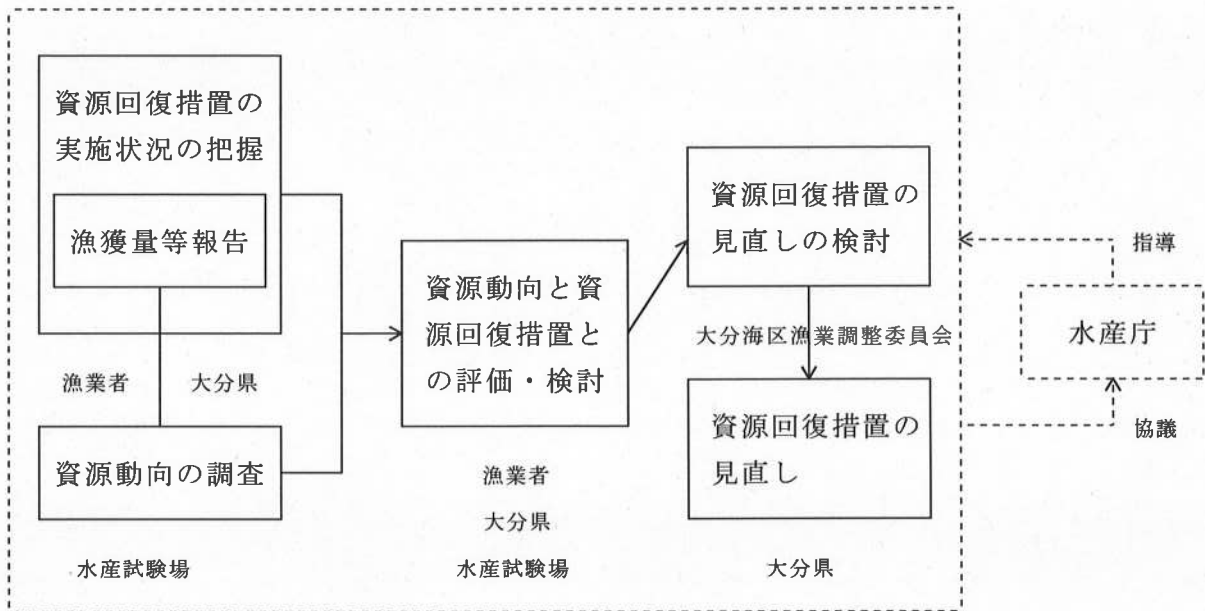 資源回復措置の
実施状況の把握
漁獲量等報告
漁業者
大分県
資源動向の調査
水産試験場
資源動向と資
源回復措置と
の評価・検討
漁業者
大分県
水産試験場
資源回復措置の
見直しの検討
大分海区漁業調整委員会
資源回復措置の
見直し
大分県
指導
水産庁
協議